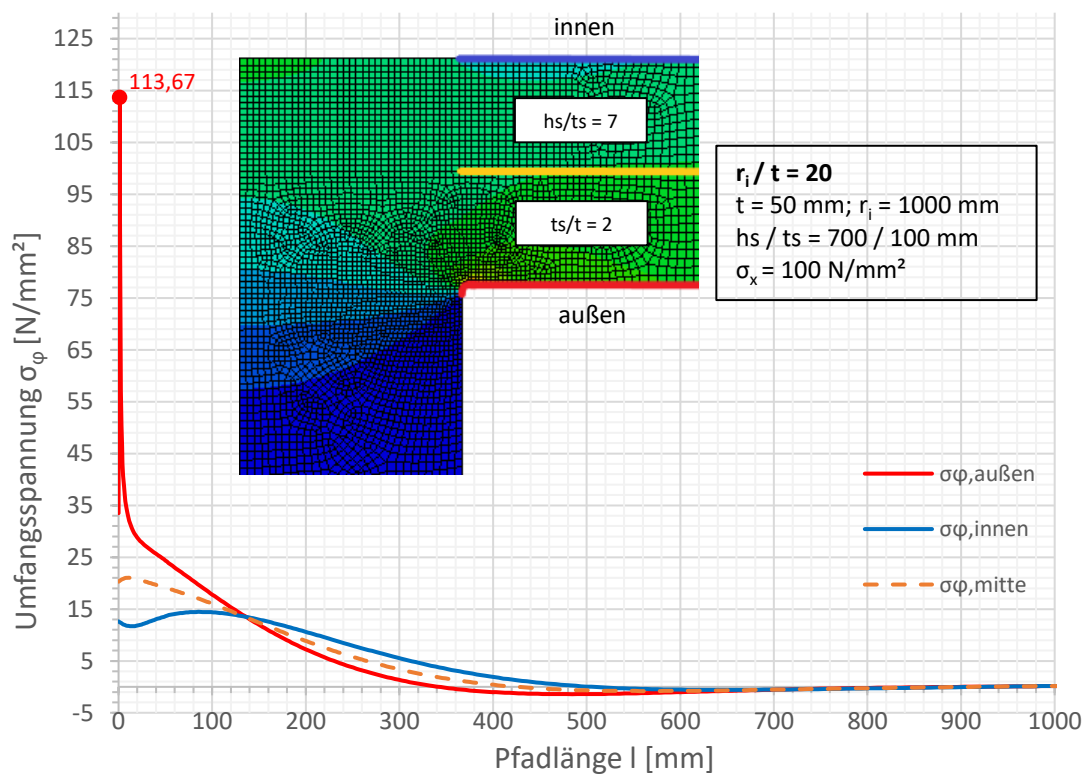 innen
113,67
hs/ts = 7
ts/t = 2
außen
rᵢ / t = 20
t = 50 mm; rᵢ = 1000 mm
hs / ts = 700 / 100 mm
σₓ = 100 N/mm²
Umfangsspannung σᵩ [N/mm²]
125
115
105
95
85
75
65
55
45
35
25
15
5
-5
σφ,außen
σφ,innen
σφ,mitte
0
100
200
300
400
500
600
700
800
900
1000
Pfadlänge l [mm]